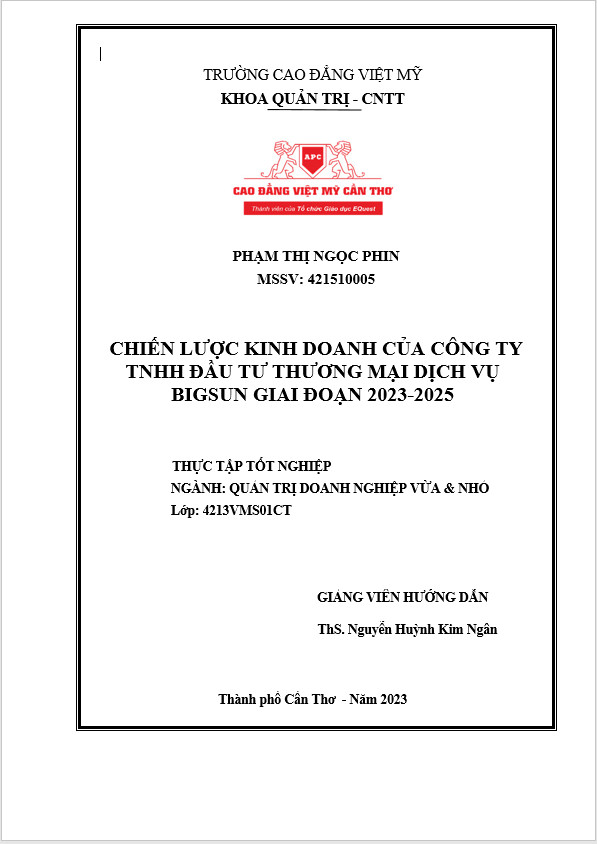 TRƯỜNG CAO ĐẲNG VIỆT MỸ
KHOA QUẢN TRỊ - CNTT
APC
CAO ĐẲNG VIỆT MỸ CẦN THƠ
Thành viên của Tổ chức Giáo dục EQuest
PHẠM THỊ NGỌC PHIN
MSSV: 421510005
CHIẾN LƯỢC KINH DOANH CỦA CÔNG TY
TNHH ĐẦU TƯ THƯƠNG MẠI DỊCH VỤ
BIGSUN GIAI ĐOẠN 2023-2025
THỰC TẬP TỐT NGHIỆP
NGÀNH: QUẢN TRỊ DOANH NGHIỆP VỪA & NHỎ
Lớp: 4213VMS01CT
GIẢNG VIÊN HƯỚNG DẪN
ThS. Nguyễn Huỳnh Kim Ngân
Thành phố Cần Thơ - Năm 2023